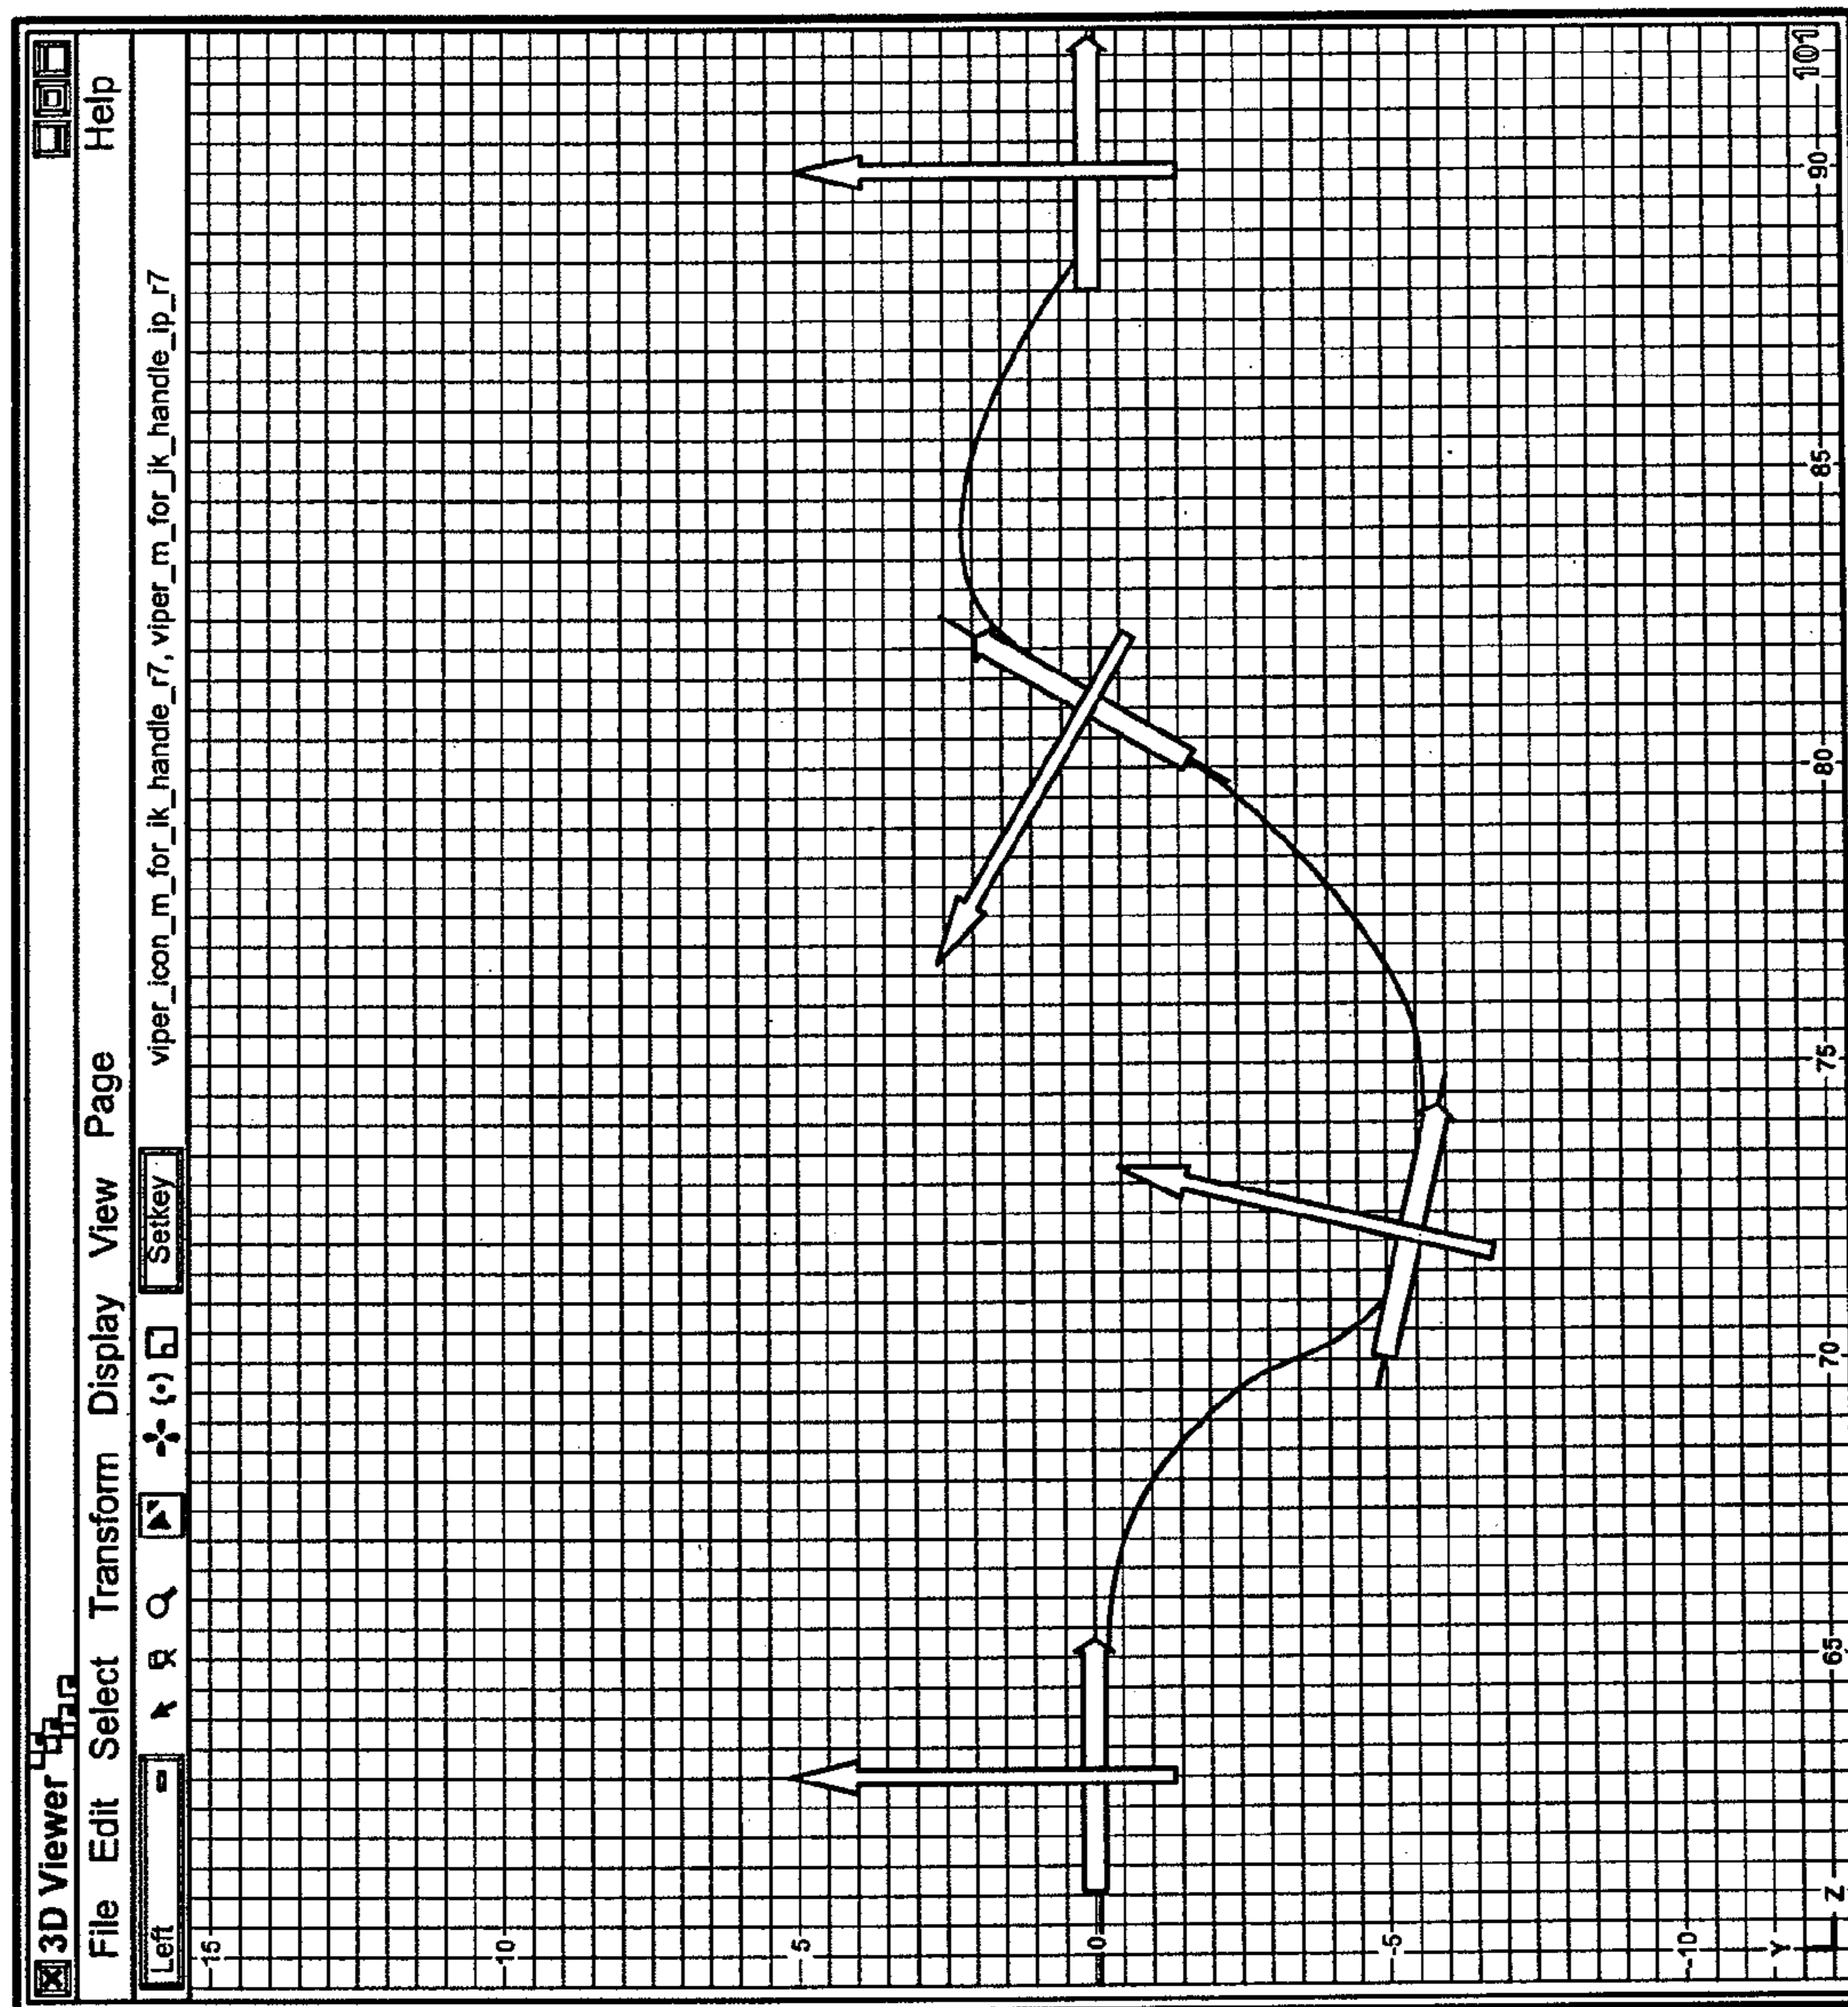 3D Viewer
File Edit Select Transform Display View Page Help
Left Setkey viper_icon_m_for_ik_handle_r7, viper_m_for_jk_handle_ip_r7
15
10
5
0
-5
-10
Y
Z 65 70 75 80 85 90 101